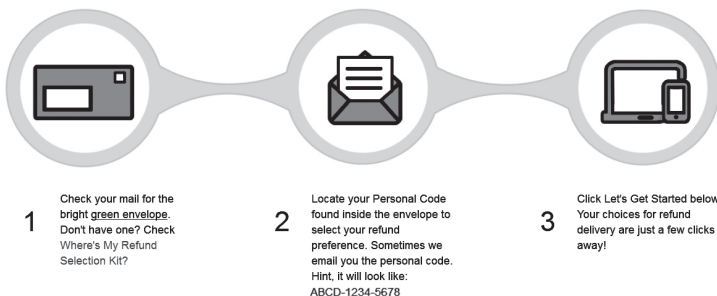 1
Check your mail for the
bright green envelope.
Don't have one? Check
Where's My Refund
Selection Kit?
2
Locate your Personal Code
found inside the envelope to
select your refund
preference. Sometimes we
email you the personal code.
Hint, it will look like:
ABCD-1234-5678
3
Click Let's Get Started below
Your choices for refund
delivery are just a few clicks
away!